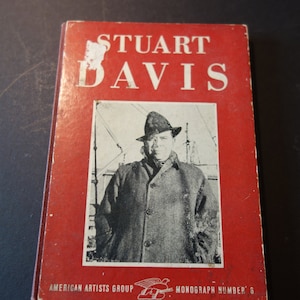 STUART
DAVIS
AMERICAN ARTISTS GROUP MONOGRAPH NUMBER 6